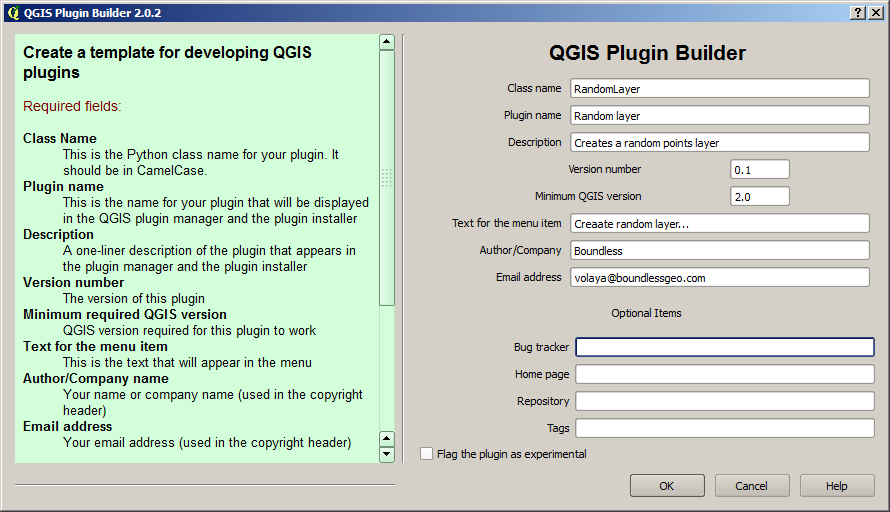 QGIS Plugin Builder 2.0.2
Create a template for developing QGIS
plugins
Required fields:
Class Name
This is the Python class name for your plugin. It
should be in CamelCase.
Plugin name
This is the name for your plugin that will be displayed
in the QGIS plugin manager and the plugin installer
Description
A one-liner description of the plugin that appears in
the plugin manager and the plugin installer
Version number
The version of this plugin
Minimum required QGIS version
QGIS version required for this plugin to work
Text for the menu item
This is the text that will appear in the menu
Author/Company name
Your name or company name (used in the copyright
header)
Email address
Your email address (used in the copyright header)
QGIS Plugin Builder
Class name RandomLayer
Plugin name Random layer
Description Creates a random points layer
Version number 0.1
Minimum QGIS version 2.0
Text for the menu item Creaate random layer...
Author/Company Boundless
Email address volaya@boundlessgeo.com
Optional Items
Bug tracker
Home page
Repository
Tags
Flag the plugin as experimental
OK Cancel Help